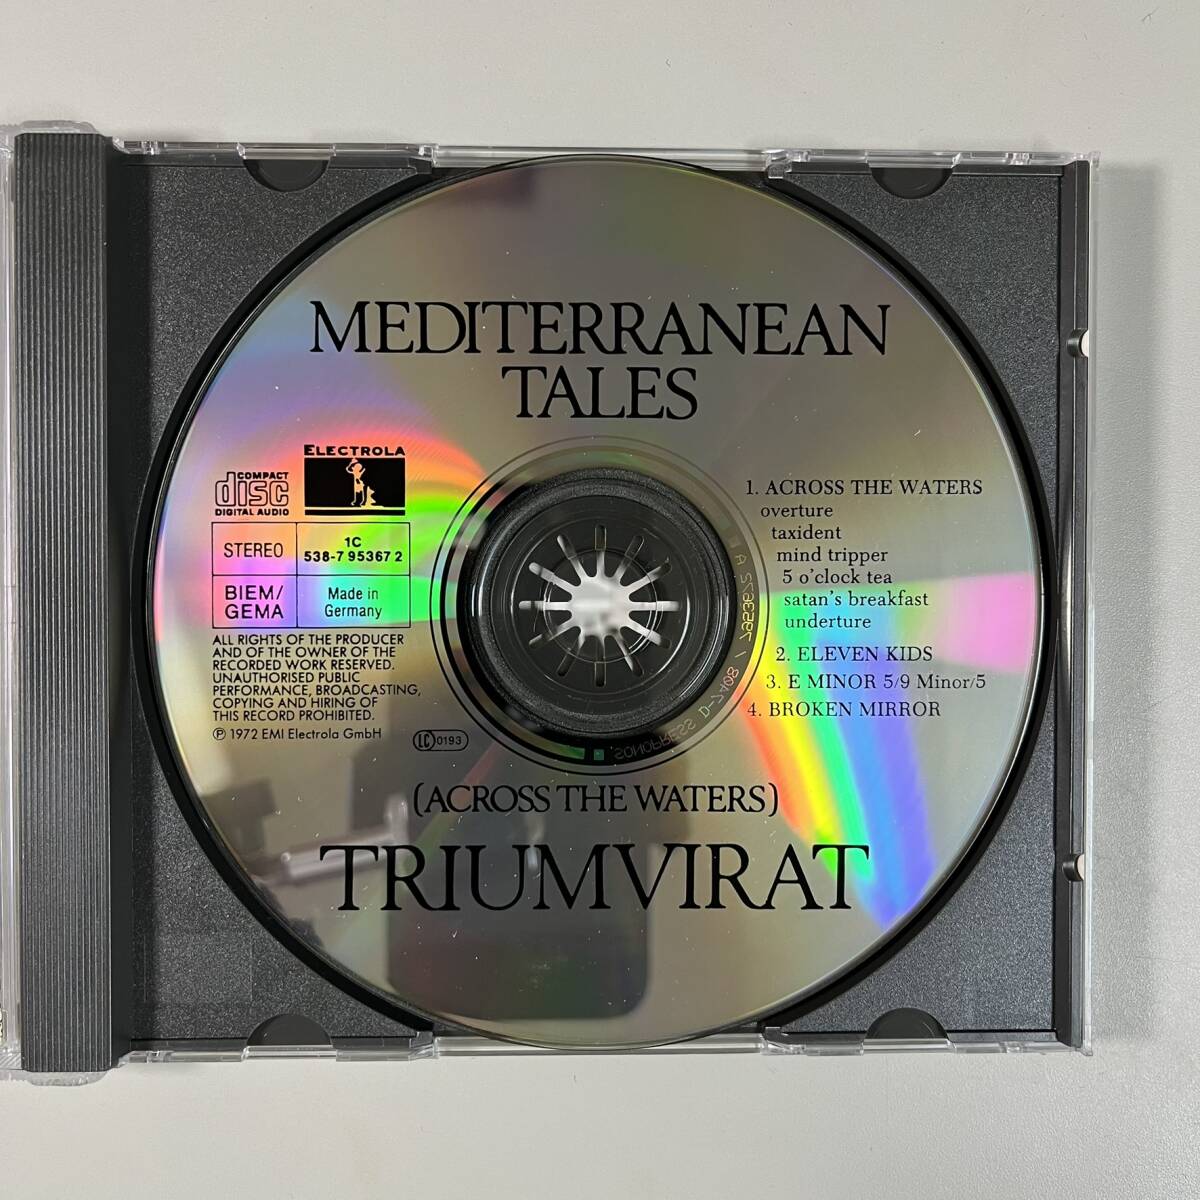 MEDITERRANEAN
TALES
ELECTROLA
COMPACT
disc
DIGITAL AUDIO
STEREO
1C
538-7 95367 2
BIEM/
GEMA
Made in
Germany
ALL RIGHTS OF THE PRODUCER
AND OF THE OWNER OF THE
RECORDED WORK RESERVED.
UNAUTHORISED PUBLIC
PERFORMANCE, BROADCASTING,
COPYING AND HIRING OF
THIS RECORD PROHIBITED.
℗ 1972 EMI Electrola GmbH
LC 0193
1. ACROSS THE WATERS
overture
taxident
mind tripper
5 o'clock tea
satan's breakfast
underture
2. ELEVEN KIDS
3. E MINOR 5/9 Minor/5
4. BROKEN MIRROR
SONOPRESS D-7408 /
(ACROSS THE WATERS)
TRIUMVIRAT